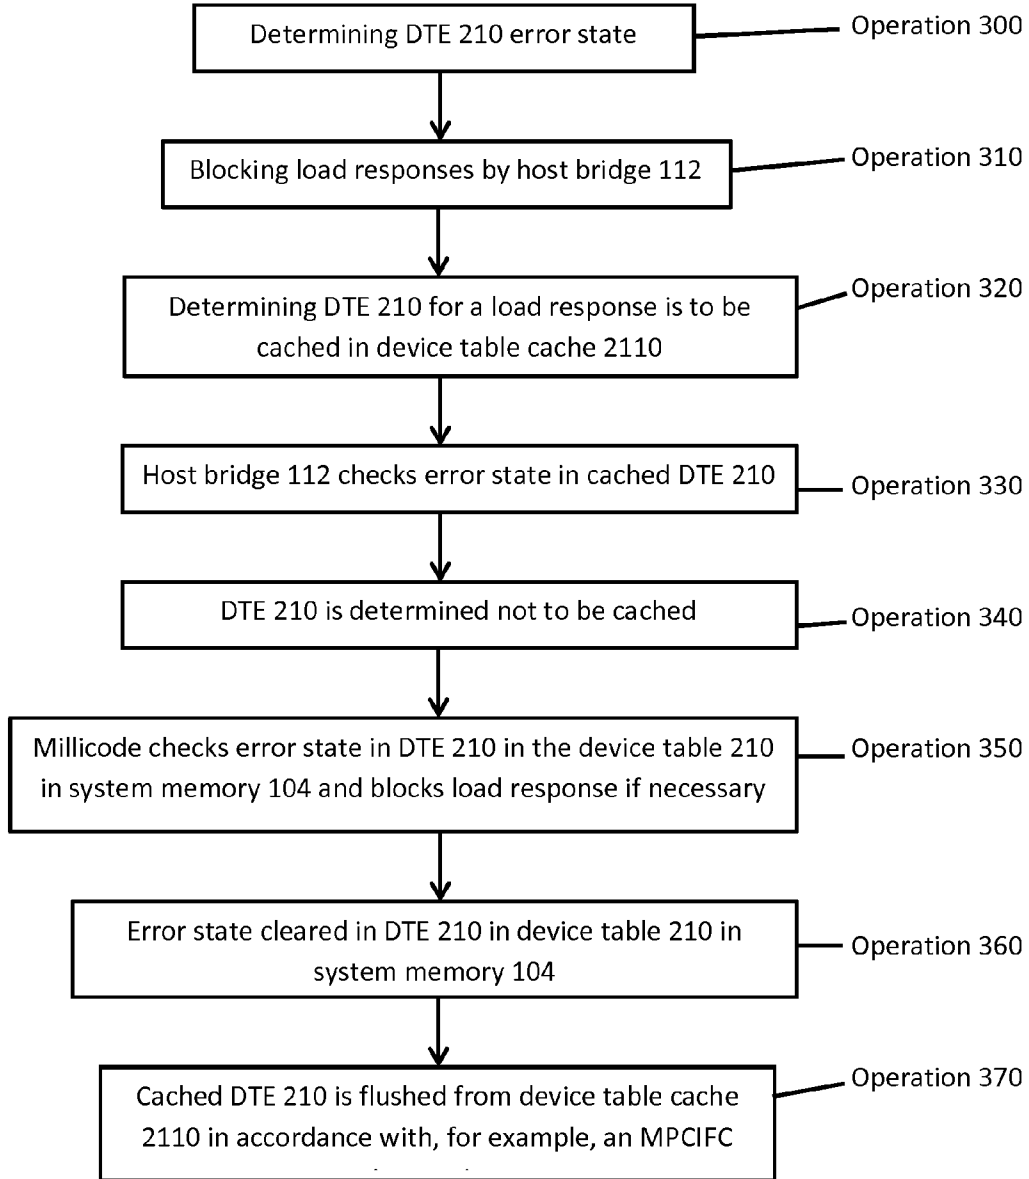 Determining DTE 210 error state
Operation 300
Blocking load responses by host bridge 112
Operation 310
Determining DTE 210 for a load response is to be
cached in device table cache 2110
Operation 320
Host bridge 112 checks error state in cached DTE 210
Operation 330
DTE 210 is determined not to be cached
Operation 340
Millicode checks error state in DTE 210 in the device table 210
in system memory 104 and blocks load response if necessary
Operation 350
Error state cleared in DTE 210 in device table 210 in
system memory 104
Operation 360
Cached DTE 210 is flushed from device table cache
2110 in accordance with, for example, an MPCIFC
Operation 370